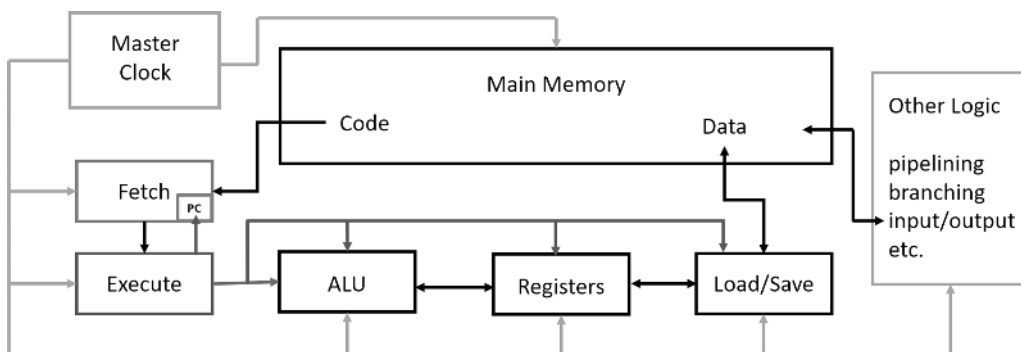 Master
Clock
Main Memory
Code
Data
Other Logic
pipelining
branching
input/output
etc.
Fetch
PC
Execute
ALU
Registers
Load/Save